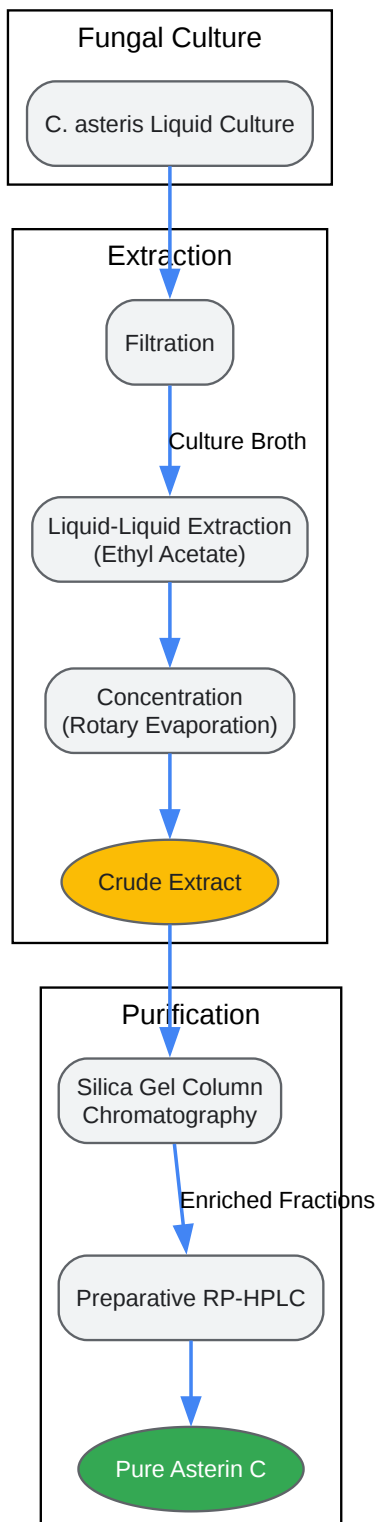 Fungal Culture
C. asteris Liquid Culture
Extraction
Filtration
Culture Broth
Liquid-Liquid Extraction
(Ethyl Acetate)
Concentration
(Rotary Evaporation)
Crude Extract
Purification
Silica Gel Column
Chromatography
Enriched Fractions
Preparative RP-HPLC
Pure Asterin C